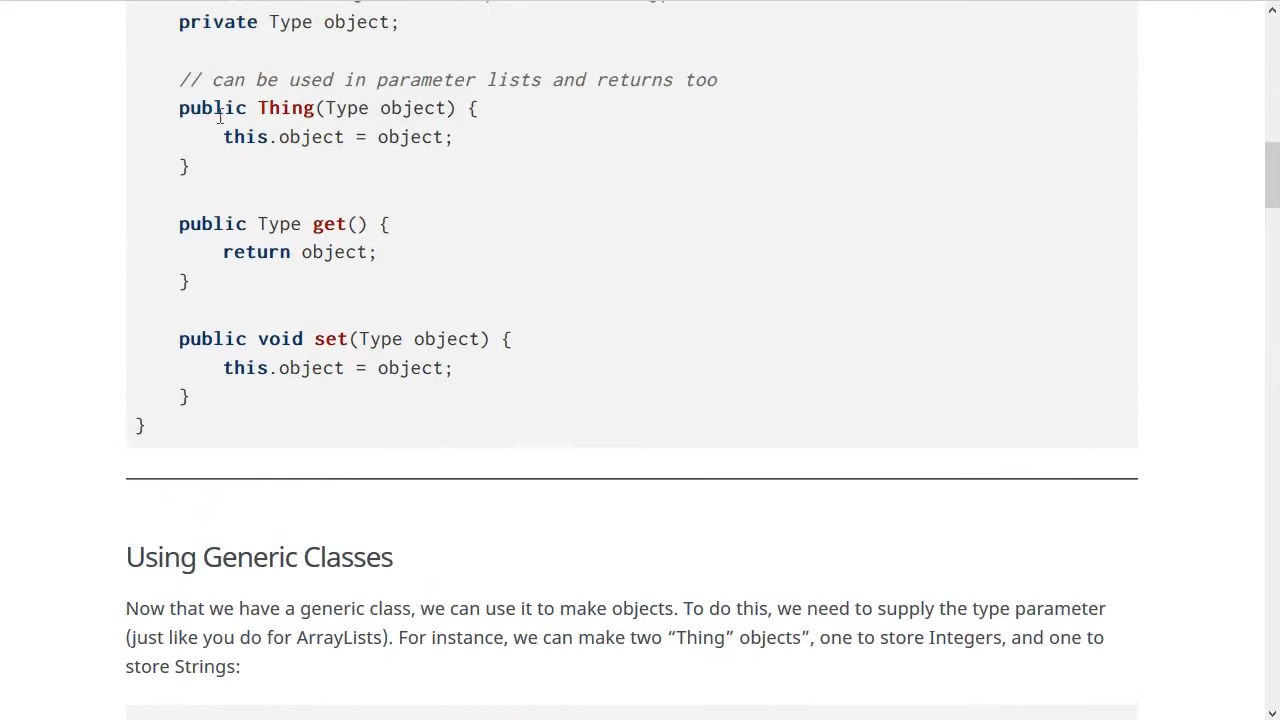 private Type object;
// can be used in parameter lists and returns too
public Thing(Type object) {
this.object = object;
}
public Type get() {
return object;
}
public void set(Type object) {
this.object = object;
}
}
Using Generic Classes
Now that we have a generic class, we can use it to make objects. To do this, we need to supply the type parameter
(just like you do for ArrayLists). For instance, we can make two “Thing” objects”, one to store Integers, and one to
store Strings: